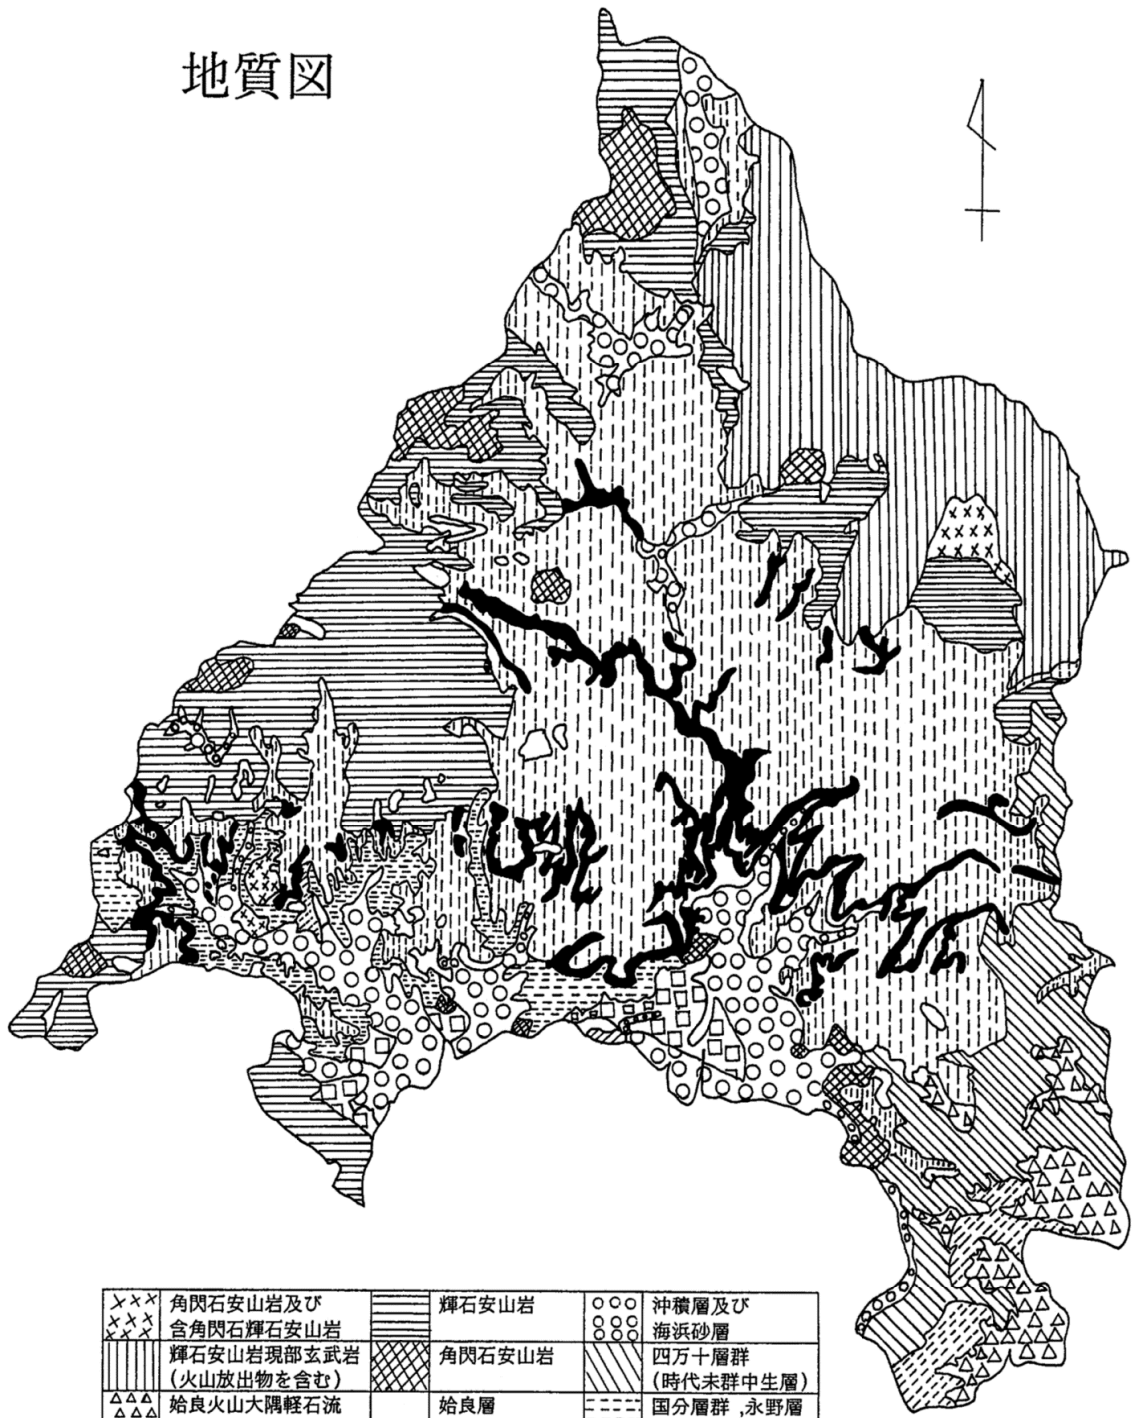 地質図
角閃石安山岩及び
含角閃石輝石安山岩
輝石安山岩
沖積層及び
海浜砂層
輝石安山岩現部玄武岩
(火山放出物を含む)
角閃石安山岩
四万十層群
(時代未群中生層)
姶良火山大隅軽石流
姶良層
国分層群,永野層